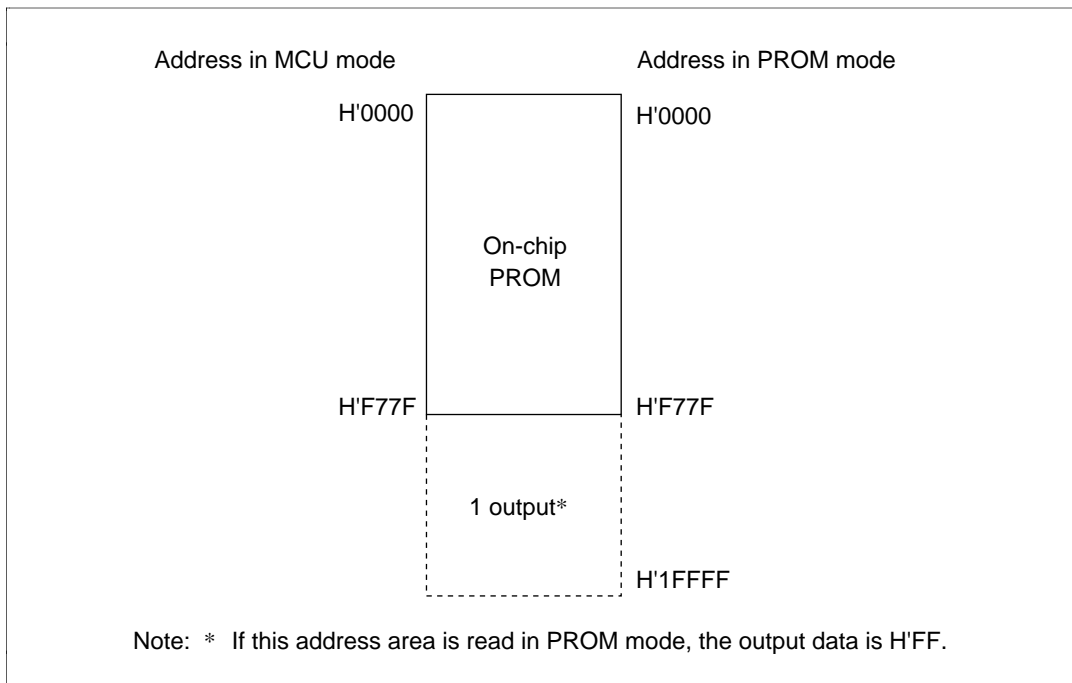 Address in MCU mode
Address in PROM mode
H'0000
H'0000
On-chip
PROM
H'F77F
H'F77F
1 output*
H'1FFFF
Note: * If this address area is read in PROM mode, the output data is H'FF.